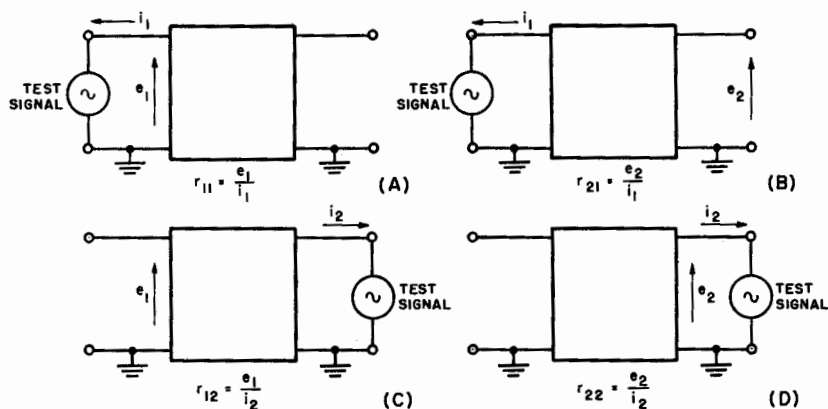 i₁
TEST SIGNAL
e₁
r₁₁ = e₁/i₁
(A)
i₁
TEST SIGNAL
e₂
r₂₁ = e₂/i₁
(B)
i₂
e₁
TEST SIGNAL
r₁₂ = e₁/i₂
(C)
i₂
e₂
TEST SIGNAL
r₂₂ = e₂/i₂
(D)